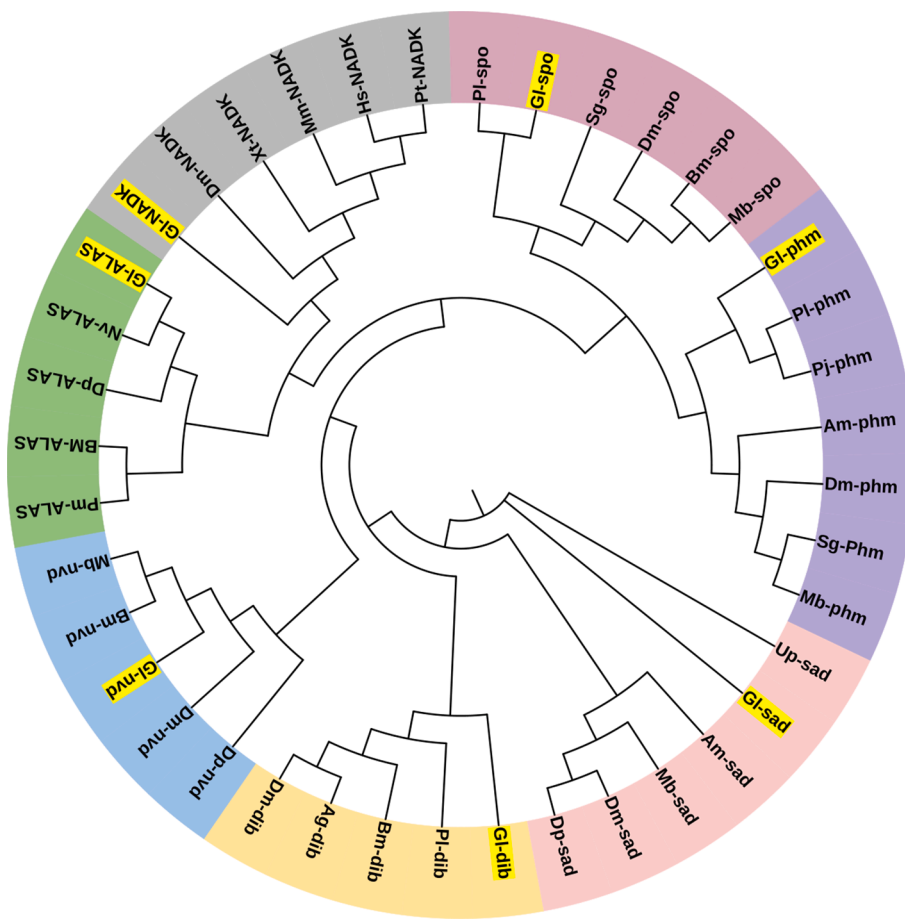 Pl-spo
Gl-spo
Sg-spo
Dm-spo
Bm-spo
Mb-spo
Gl-phm
Pl-phm
Pj-phm
Am-phm
Dm-phm
Sg-Phm
Mb-phm
Up-sad
Gl-sad
Am-sad
Mb-sad
Dm-sad
Dp-sad
Gl-dib
Pl-dib
Bm-dib
Ag-dib
Dm-dib
Dp-nvd
Dm-nvd
Gl-nvd
Bm-nvd
Mb-nvd
Pm-ALAS
BM-ALAS
Dp-ALAS
Nv-ALAS
Gl-ALAS
Gl-NADK
Dm-NADK
Xt-NADK
Mm-NADK
Hs-NADK
Pt-NADK